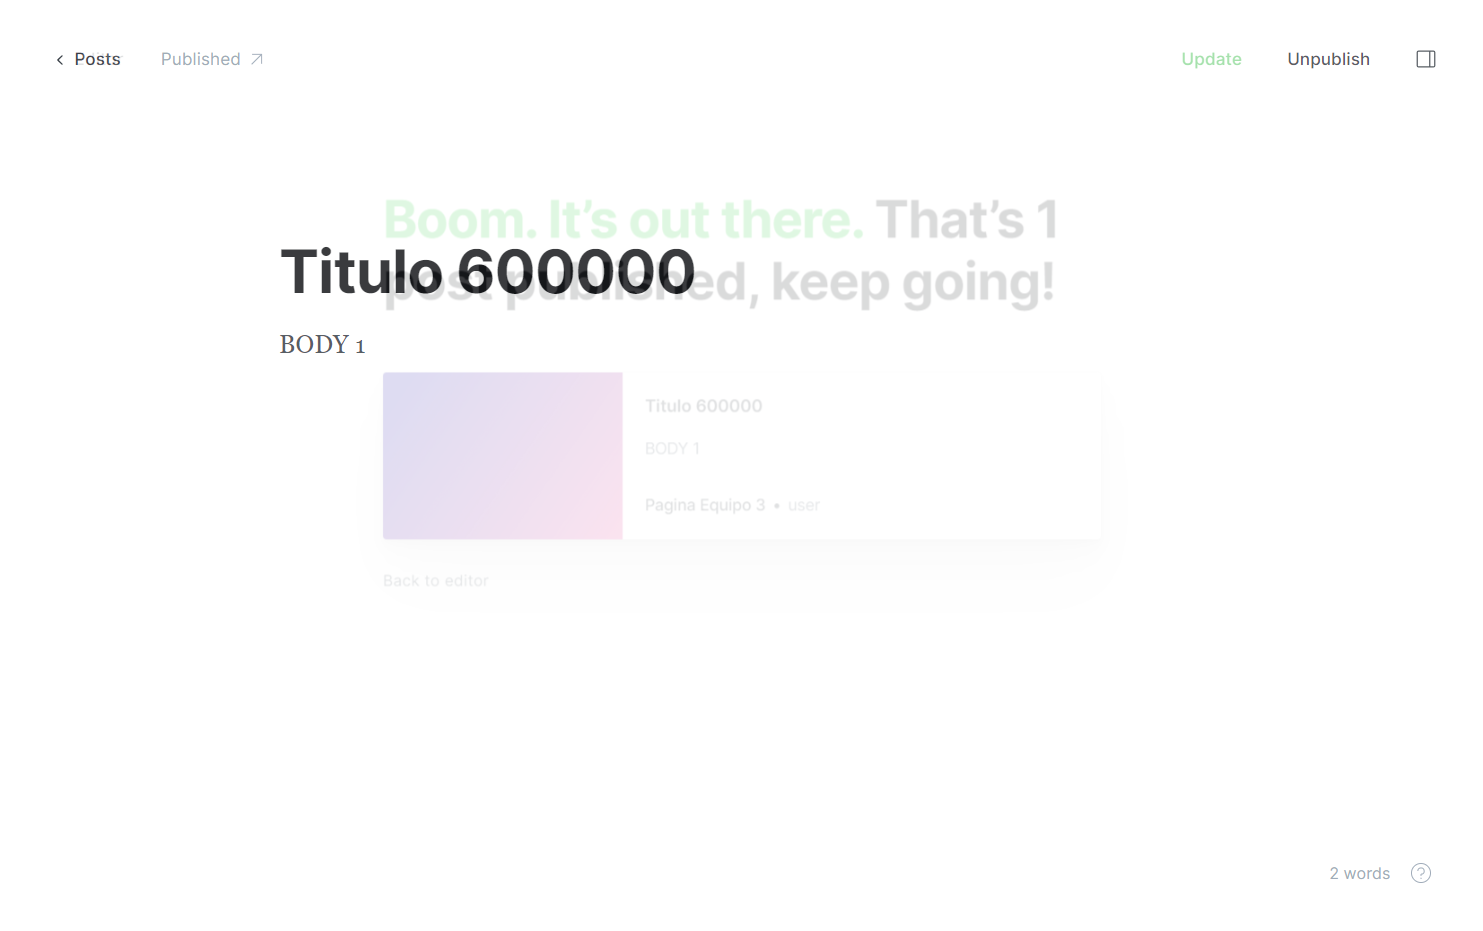 Posts
Published
Update
Unpublish
Boom. It’s out there. That’s 1
post published, keep going!
Titulo 600000
BODY 1
Titulo 600000
BODY 1
Pagina Equipo 3 • user
Back to editor
2 words